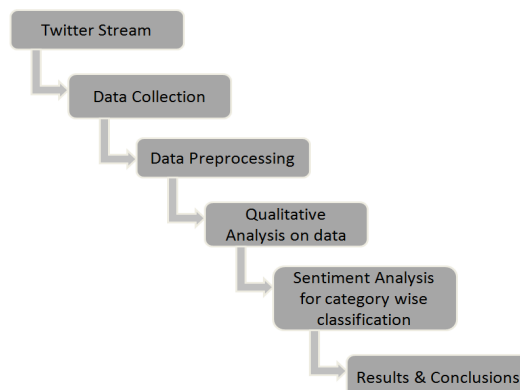 Twitter Stream
Data Collection
Data Preprocessing
Qualitative
Analysis on data
Sentiment Analysis
for category wise
classification
Results & Conclusions